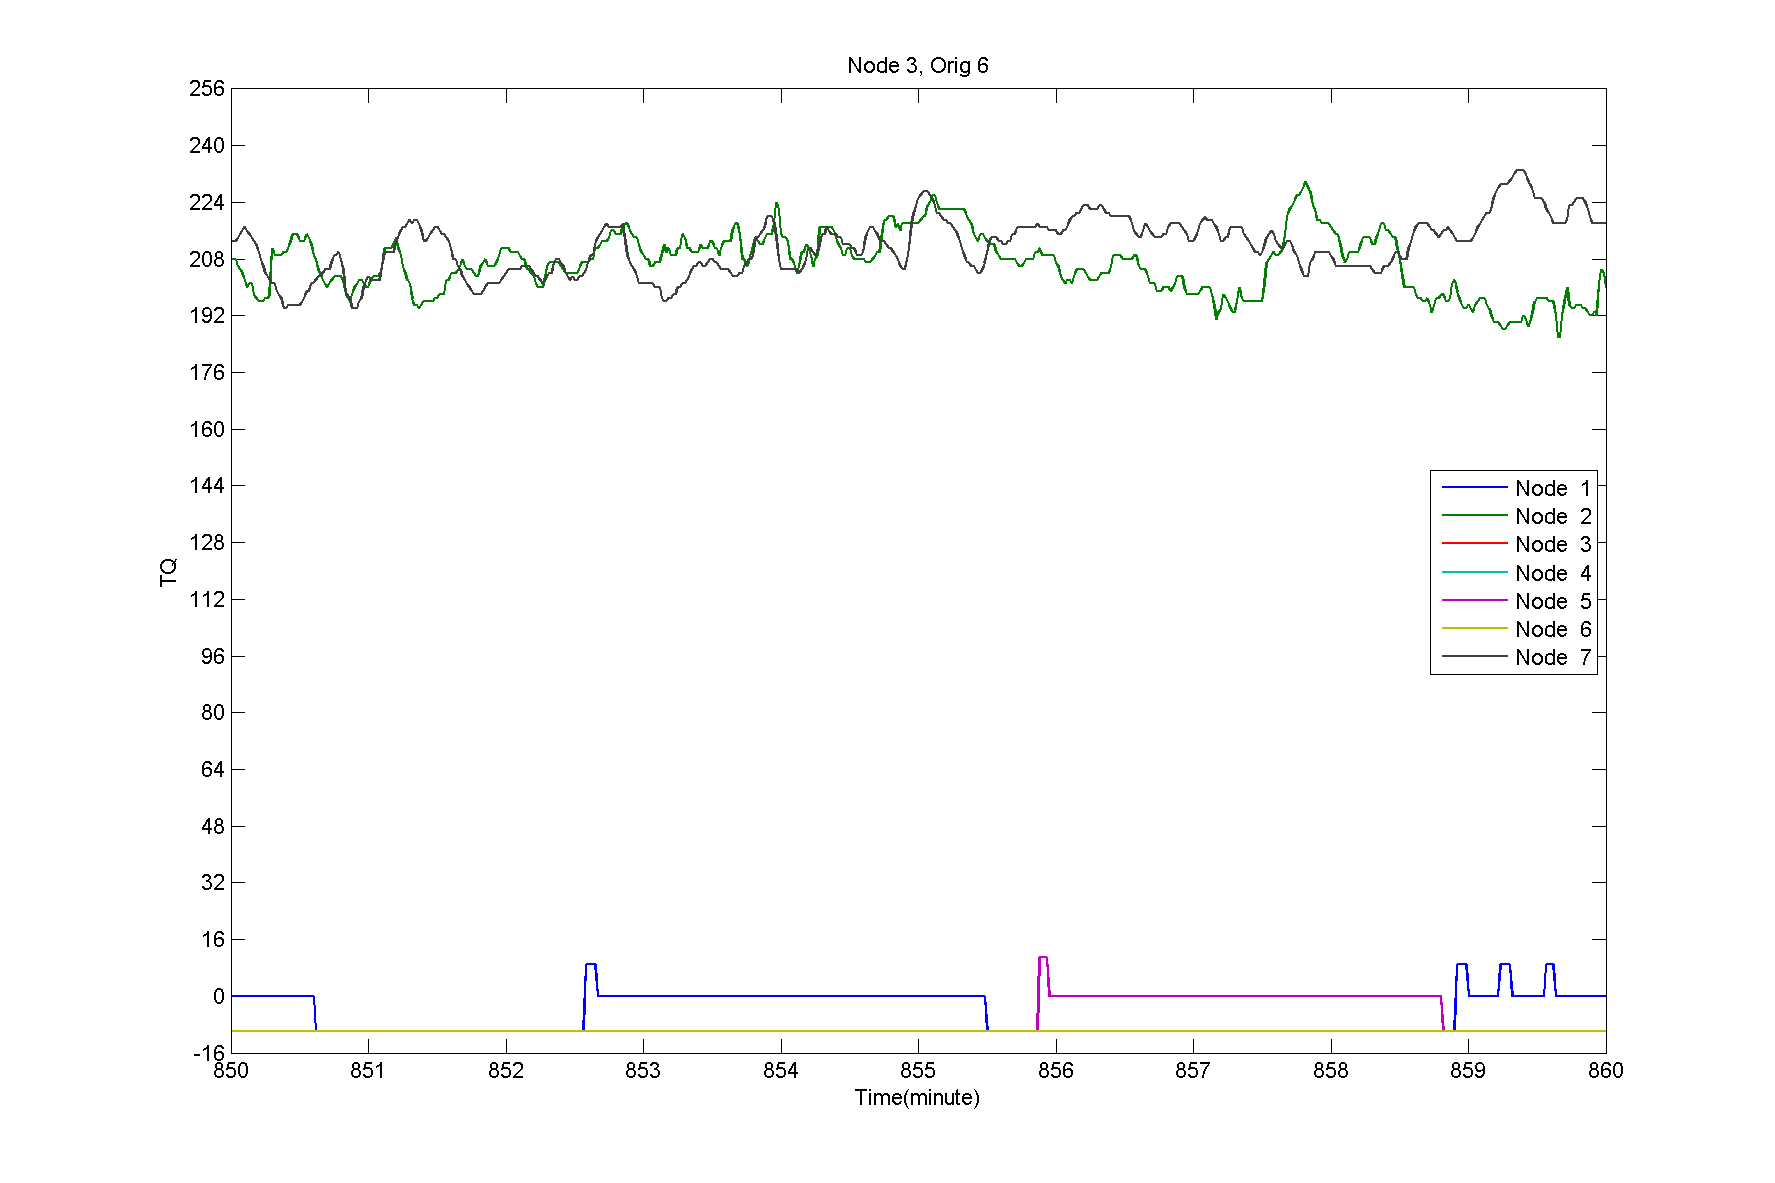 Node 3, Orig 6
256
240
224
208
192
176
160
144
128
112
96
80
64
48
32
16
0
-16
TQ
Node 1
Node 2
Node 3
Node 4
Node 5
Node 6
Node 7
850 851 852 853 854 855 856 857 858 859 860
Time(minute)